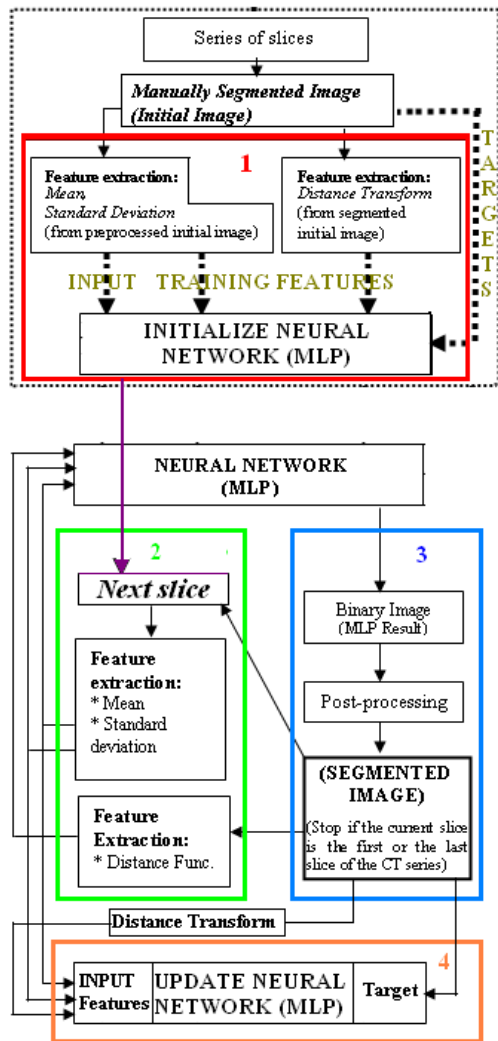 Series of slices
Manually Segmented Image
(Initial Image)
TARGETS
1
Feature extraction:
Mean,
Standard Deviation
(from preprocessed initial image)
Feature extraction:
Distance Transform
(from segmented
initial image)
INPUT TRAINING FEATURES
INITIALIZE NEURAL
NETWORK (MLP)
NEURAL NETWORK
(MLP)
2
Next slice
Feature
extraction:
* Mean
* Standard
deviation
Feature
Extraction:
* Distance Func.
3
Binary Image
(MLP Result)
Post-processing
(SEGMENTED
IMAGE)
(Stop if the current slice
is the first or the last
slice of the CT series)
Distance Transform
4
INPUT
Features
UPDATE NEURAL
NETWORK (MLP)
Target